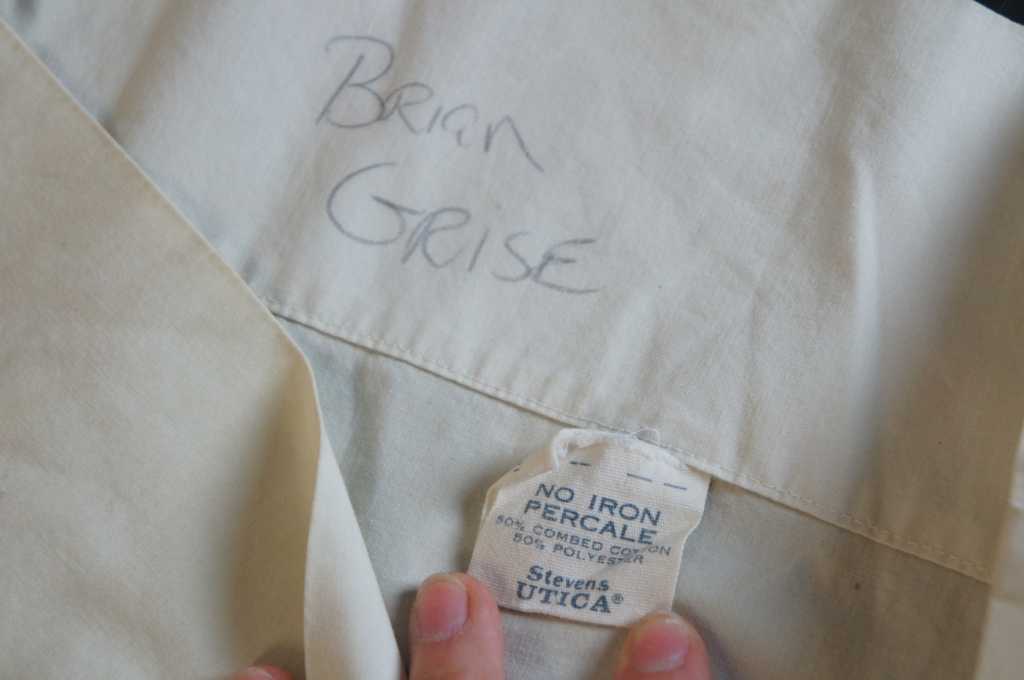 Brian
GRISE
NO IRON
PERCALE
50% COMBED COTTON
50% POLYESTER
Stevens
UTICA®